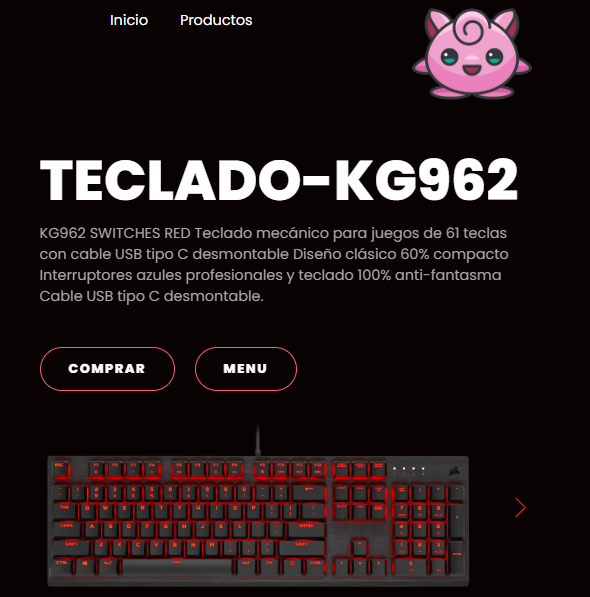 Inicio Productos
TECLADO-KG962
KG962 SWITCHES RED Teclado mecánico para juegos de 61 teclas
con cable USB tipo C desmontable Diseño clásico 60% compacto
Interruptores azules profesionales y teclado 100% anti-fantasma
Cable USB tipo C desmontable.
COMPRAR MENU